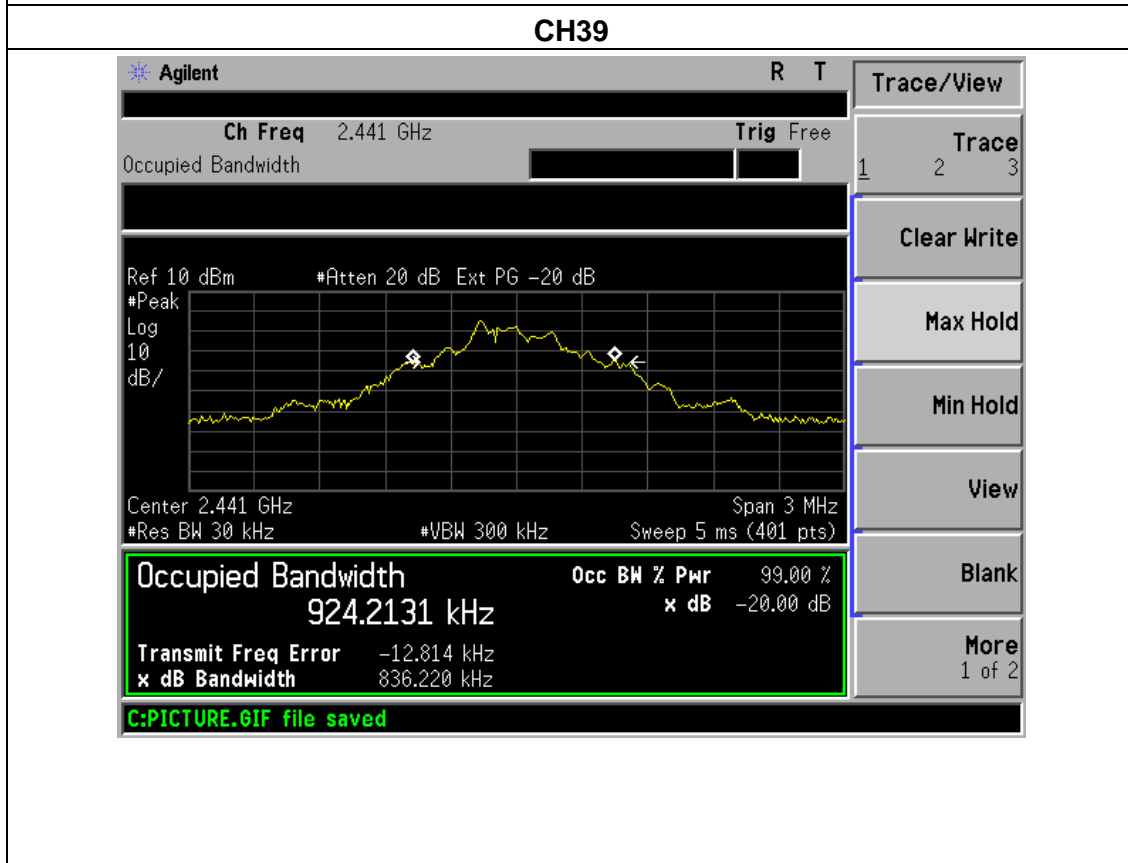 CH39
Agilent R T
Ch Freq 2.441 GHz Trig Free
Occupied Bandwidth
Ref 10 dBm #Atten 20 dB Ext PG -20 dB
#Peak
Log
10
dB/
Center 2.441 GHz Span 3 MHz
#Res BW 30 kHz #VBW 300 kHz Sweep 5 ms (401 pts)
Occupied Bandwidth Occ BW % Pwr 99.00 %
924.2131 kHz x dB -20.00 dB
Transmit Freq Error -12.814 kHz
x dB Bandwidth 836.220 kHz
C:PICTURE.GIF file saved
Trace/View
Trace
1 2 3
Clear Write
Max Hold
Min Hold
View
Blank
More
1 of 2